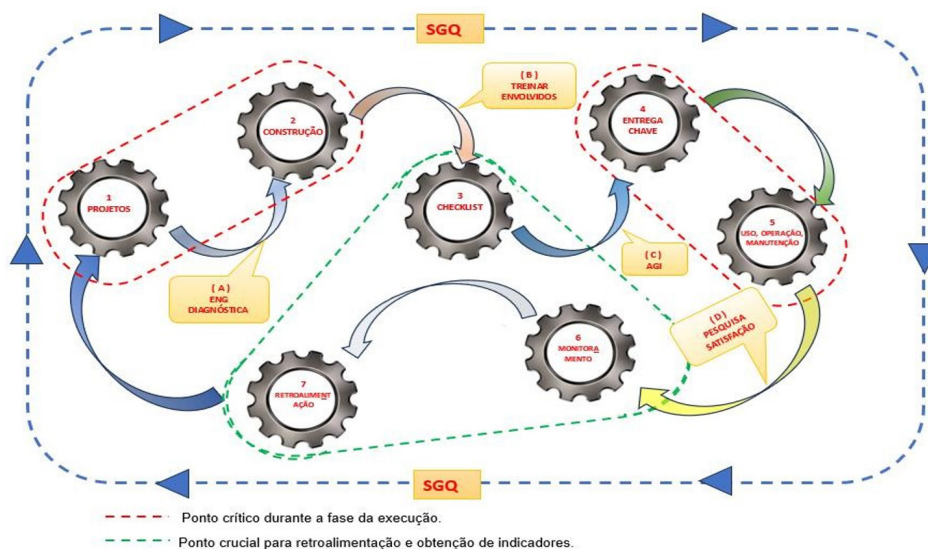 SGQ
( B )
TREINAR
ENVOLVIDOS
2
CONSTRUÇÃO
4
ENTREGA
CHAVE
1
PROJETOS
3
CHECKLIST
5
USO, OPERAÇÃO,
MANUTENÇÃO
( A )
ENG
DIAGNÓSTICA
( C )
AGI
( D )
PESQUISA
SATISFAÇÃO
6
MONITORA
MENTO
7
RETROALIMENT
AÇÃO
SGQ
Ponto crítico durante a fase da execução.
Ponto crucial para retroalimentação e obtenção de indicadores.